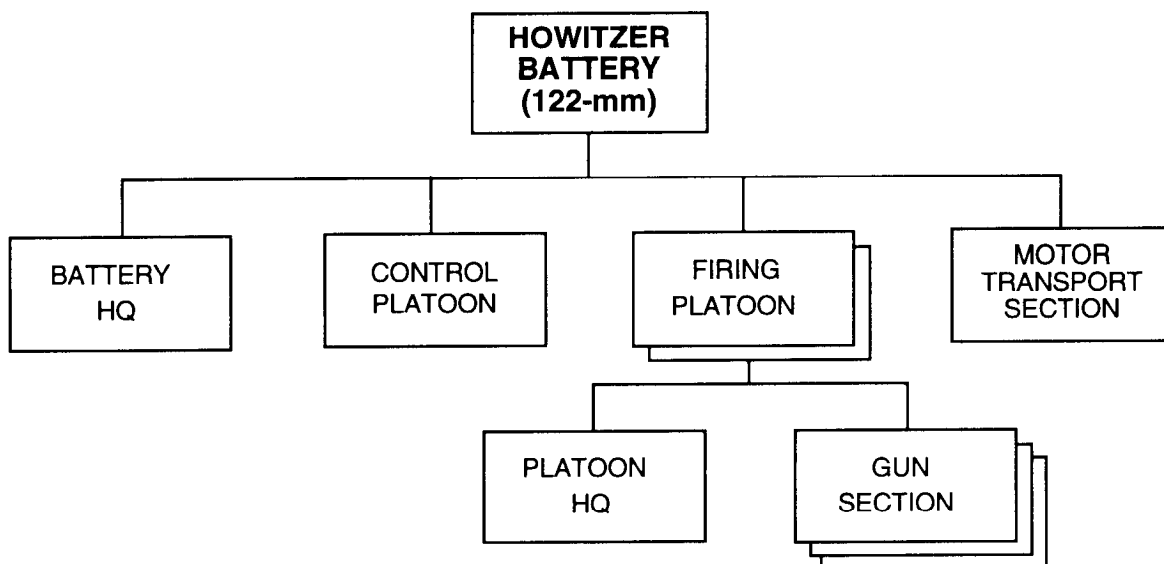 HOWITZER
BATTERY
(122-mm)
BATTERY
HQ
CONTROL
PLATOON
FIRING
PLATOON
MOTOR
TRANSPORT
SECTION
PLATOON
HQ
GUN
SECTION